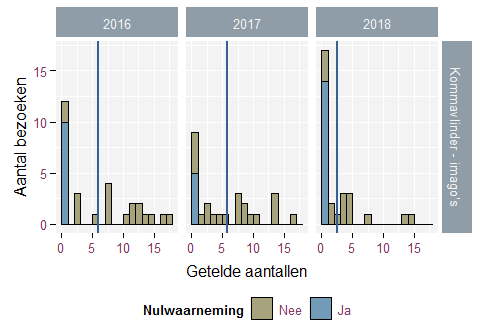 2016 2017 2018
15
10
5
0
Aantal bezoeken
Kommavlinder - imago's
0 5 10 15 0 5 10 15 0 5 10 15
Getelde aantallen
Nulwaarneming Nee Ja